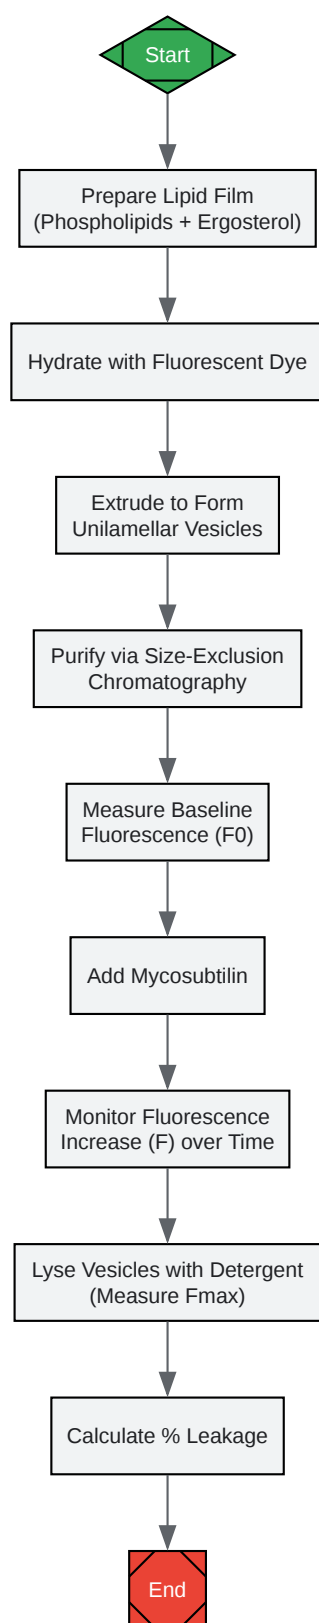 Start
Prepare Lipid Film
(Phospholipids + Ergosterol)
Hydrate with Fluorescent Dye
Extrude to Form
Unilamellar Vesicles
Purify via Size-Exclusion
Chromatography
Measure Baseline
Fluorescence (F0)
Add Mycosubtilin
Monitor Fluorescence
Increase (F) over Time
Lyse Vesicles with Detergent
(Measure Fmax)
Calculate % Leakage
End